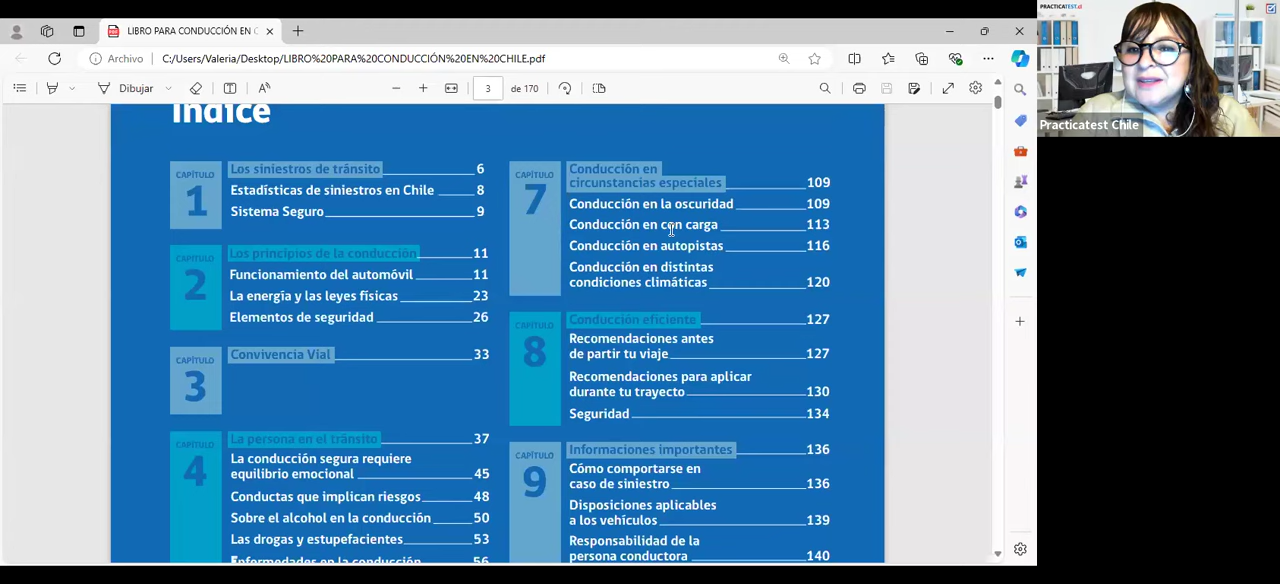 LIBRO PARA CONDUCCIÓN EN C
Archivo
C:/Users/Valeria/Desktop/LIBRO%20PARA%20CONDUCCIÓN%20EN%20CHILE.pdf
Dibujar
3
de 170
Índice
CAPÍTULO
1
Los siniestros de tránsito 6
Estadísticas de siniestros en Chile 8
Sistema Seguro 9
CAPÍTULO
2
Los principios de la conducción 11
Funcionamiento del automóvil 11
La energía y las leyes físicas 23
Elementos de seguridad 26
CAPÍTULO
3
Convivencia Vial 33
CAPÍTULO
4
La persona en el tránsito 37
La conducción segura requiere
equilibrio emocional 45
Conductas que implican riesgos 48
Sobre el alcohol en la conducción 50
Las drogas y estupefacientes 53
Enfermedades en la conducción 56
CAPÍTULO
7
Conducción en
circunstancias especiales 109
Conducción en la oscuridad 109
Conducción en con carga 113
Conducción en autopistas 116
Conducción en distintas
condiciones climáticas 120
CAPÍTULO
8
Conducción eficiente 127
Recomendaciones antes
de partir tu viaje 127
Recomendaciones para aplicar
durante tu trayecto 130
Seguridad 134
CAPÍTULO
9
Informaciones importantes 136
Cómo comportarse en
caso de siniestro 136
Disposiciones aplicables
a los vehículos 139
Responsabilidad de la
persona conductora 140
PRACTICATEST.cl
Practicatest Chile